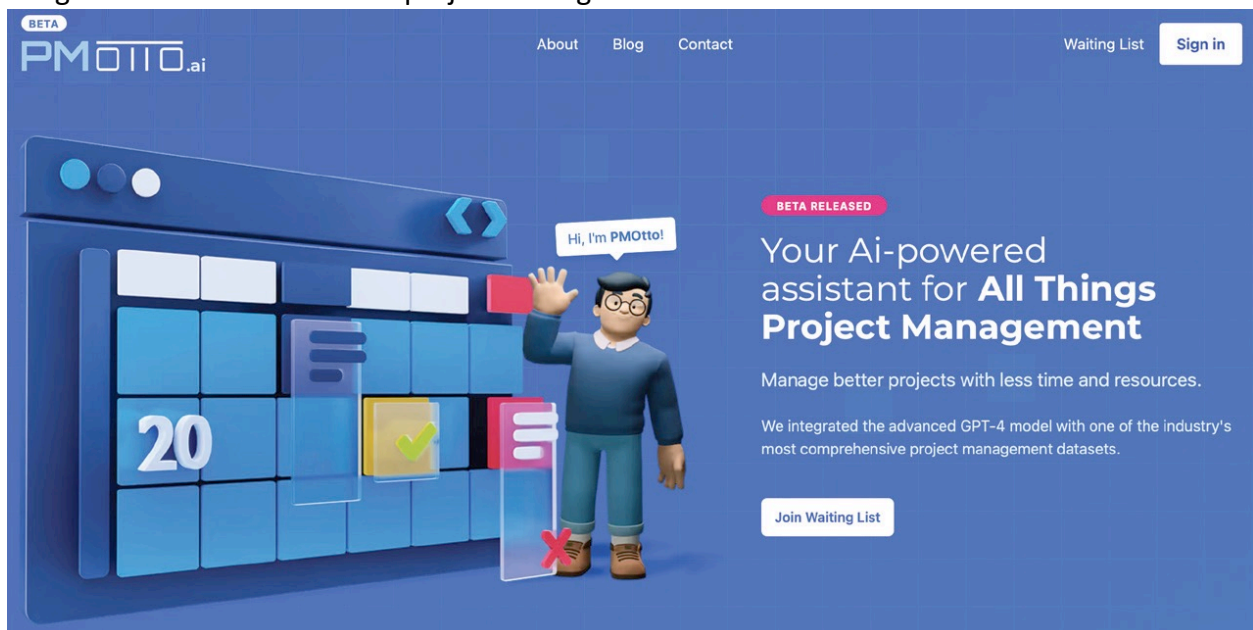 BETA
PMOTTO.ai
About Blog Contact
Waiting List
Sign in
Hi, I'm PMOtto!
BETA RELEASED
Your Ai-powered
assistant for All Things
Project Management
Manage better projects with less time and resources.
We integrated the advanced GPT-4 model with one of the industry's
most comprehensive project management datasets.
Join Waiting List
20